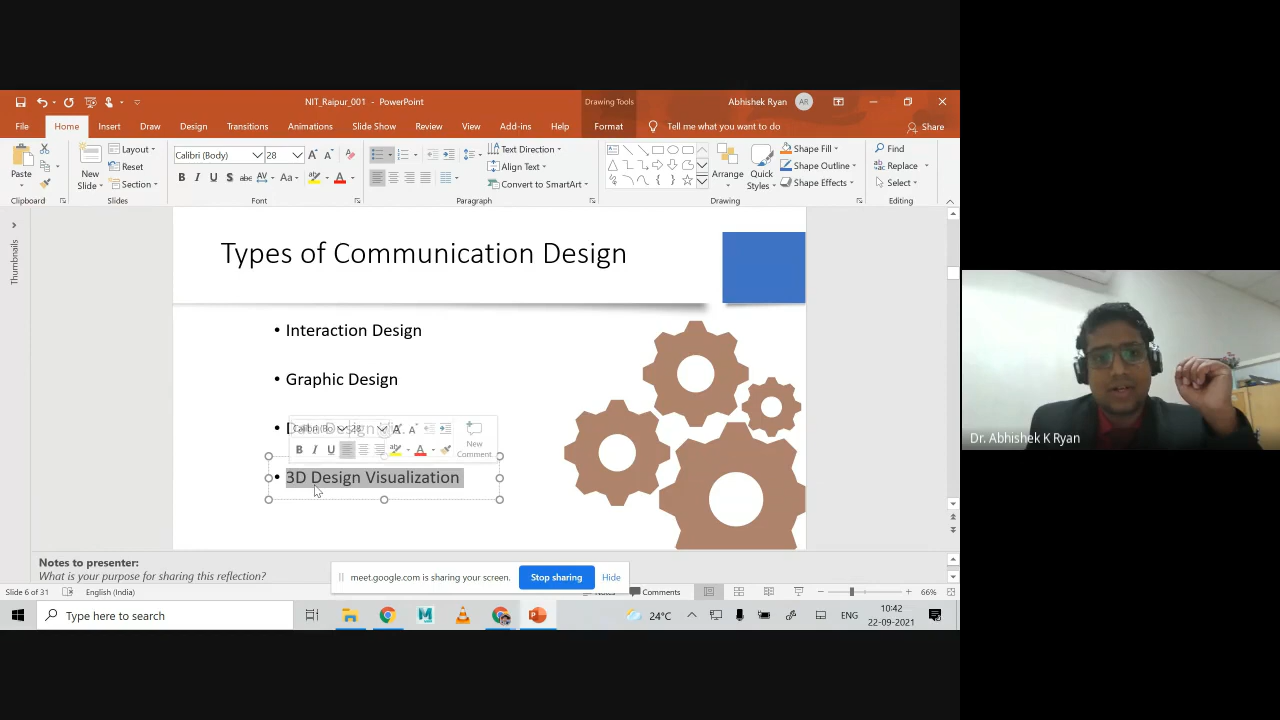 NIT_Raipur_001 - PowerPoint
Drawing Tools
Abhishek Ryan
AR
File Home Insert Draw Design Transitions Animations Slide Show Review View Add-ins Help Format Tell me what you want to do Share
Paste
Clipboard
New
Slide
Layout
Reset
Section
Slides
Calibri (Body) 28
B I U S abc AV Aa A
Font
Text Direction
Align Text
Convert to SmartArt
Paragraph
Arrange
Quick
Styles
Shape Fill
Shape Outline
Shape Effects
Drawing
Find
Replace
Select
Editing
Thumbnails
Types of Communication Design
• Interaction Design
• Graphic Design
New
Comment
B I U
• 3D Design Visualization
Notes to presenter:
What is your purpose for sharing this reflection?
meet.google.com is sharing your screen. Stop sharing Hide
Slide 6 of 31 English (India) Comments 66%
Type here to search
24°C
ENG
10:42
22-09-2021
Dr. Abhishek K Ryan